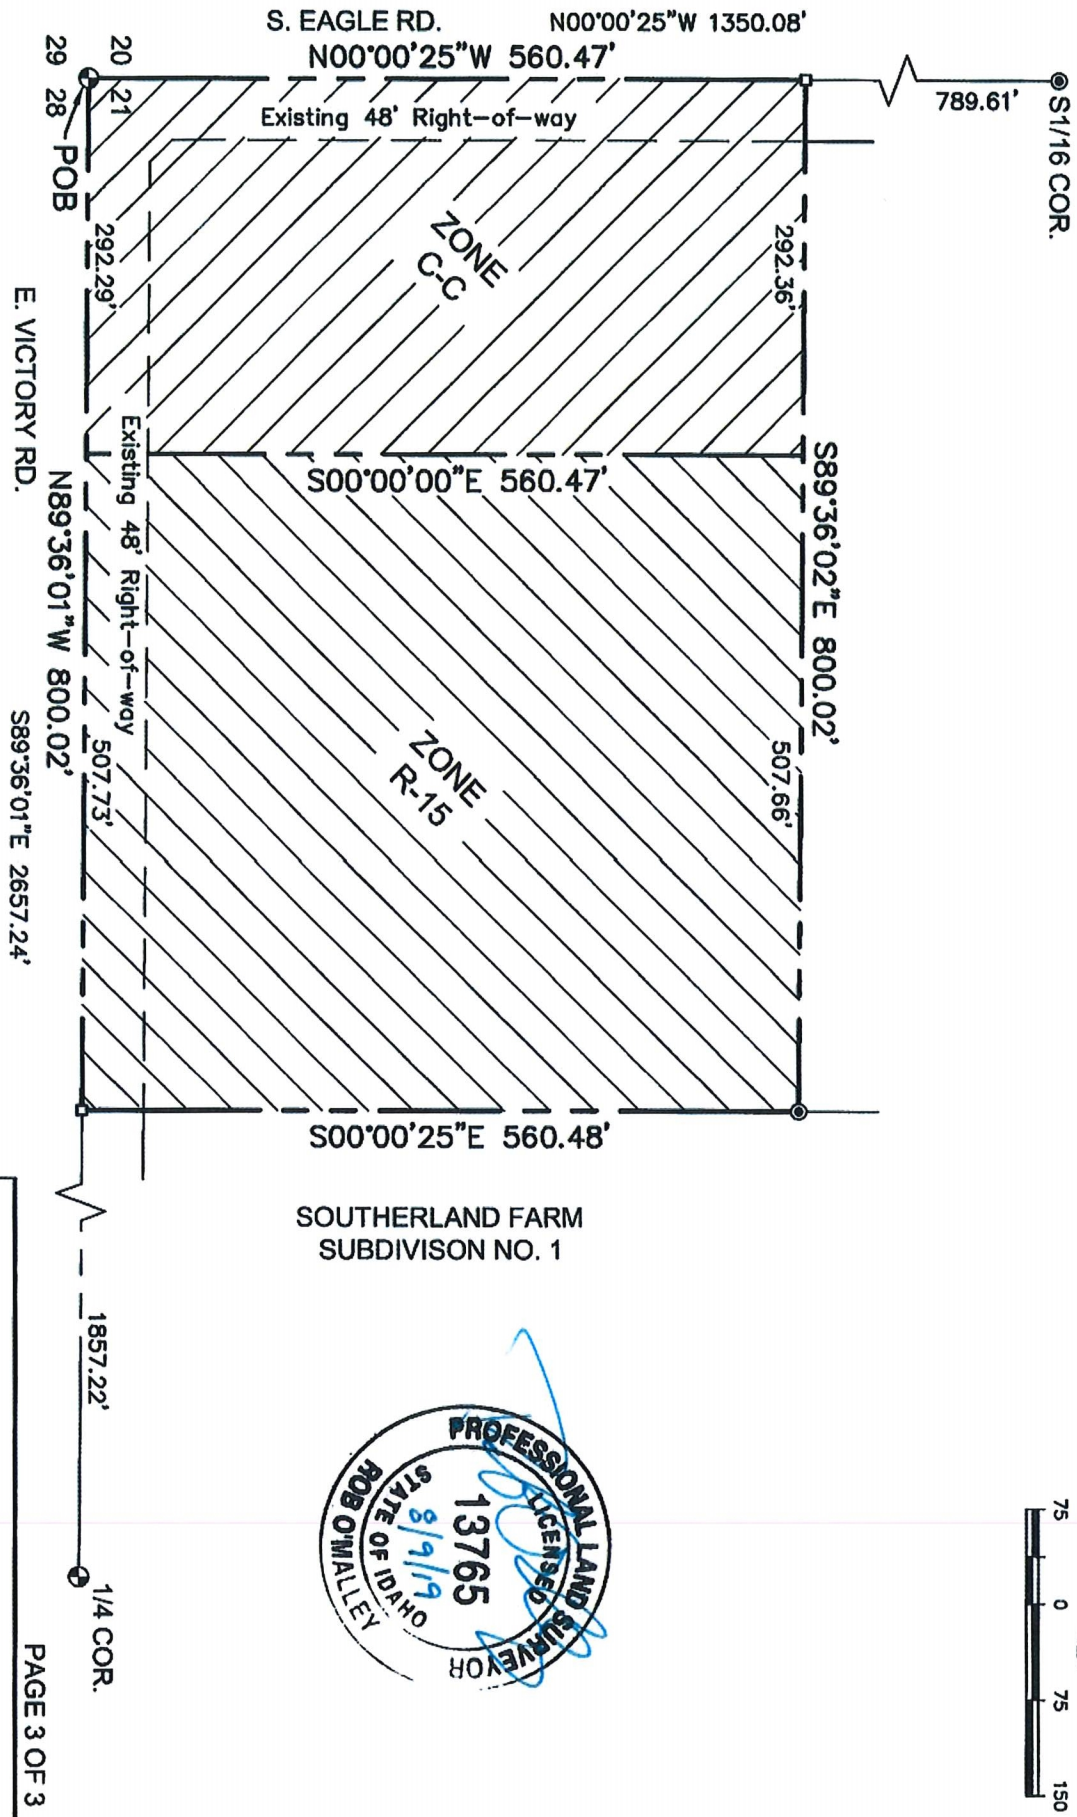 S. EAGLE RD.
N00°00'25"W 1350.08'
N00°00'25"W 560.47'
789.61'
S1/16 COR.
20 21
29 28
POB
Existing 48' Right-of-way
292.29'
ZONE
C-C
292.36'
E. VICTORY RD.
Existing 48' Right-of-way
S00°00'00"E 560.47'
S89°36'02"E 800.02'
N89°36'01"W 800.02'
507.73'
ZONE
R-15
507.66'
S89°36'01"E 2657.24'
S00°00'25"E 560.48'
SOUTHERLAND FARM
SUBDIVISON NO. 1
1857.22'
1/4 COR.
PROFESSIONAL LAND SURVEYOR
LICENSED
13765
8/9/19
STATE OF IDAHO
ROB O'MALLEY
75 0 75 150
PAGE 3 OF 3